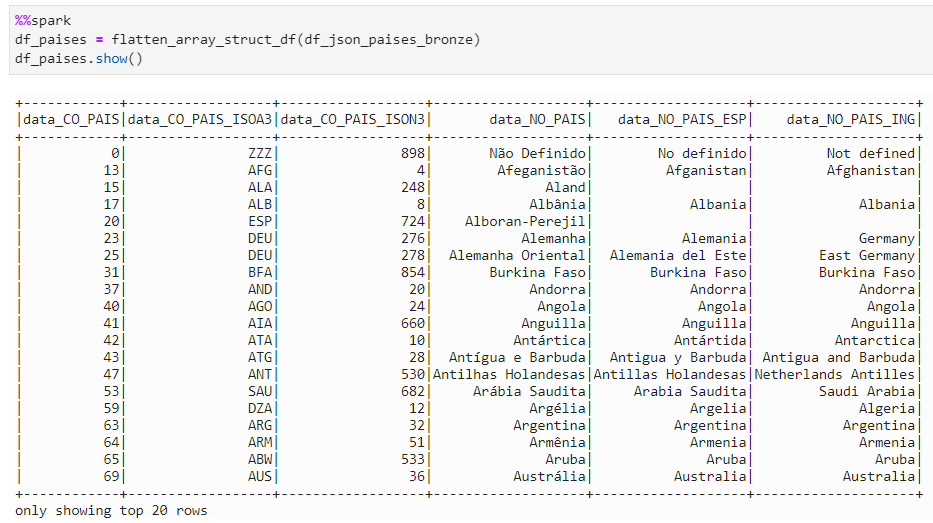 %%spark
df_paises = flatten_array_struct_df(df_json_paises_bronze)
df_paises.show()
+------------+------------------+------------------+------------------+------------------+--------------------+
|data_CO_PAIS|data_CO_PAIS_ISOA3|data_CO_PAIS_ISON3|      data_NO_PAIS|  data_NO_PAIS_ESP|    data_NO_PAIS_ING|
+------------+------------------+------------------+------------------+------------------+--------------------+
|           0|               ZZZ|               898|      Não Definido|       No definido|         Not defined|
|          13|               AFG|                 4|       Afeganistão|        Afganistan|         Afghanistan|
|          15|               ALA|               248|             Aland|                  |                    |
|          17|               ALB|                 8|           Albânia|           Albania|             Albania|
|          20|               ESP|               724|   Alboran-Perejil|                  |                    |
|          23|               DEU|               276|          Alemanha|          Alemania|             Germany|
|          25|               DEU|               278| Alemanha Oriental| Alemania del Este|        East Germany|
|          31|               BFA|               854|      Burkina Faso|      Burkina Faso|        Burkina Faso|
|          37|               AND|                20|           Andorra|           Andorra|             Andorra|
|          40|               AGO|                24|            Angola|            Angola|              Angola|
|          41|               AIA|               660|          Anguilla|          Anguilla|            Anguilla|
|          42|               ATA|                10|         Antártica|         Antártida|          Antarctica|
|          43|               ATG|                28| Antígua e Barbuda| Antigua y Barbuda| Antigua and Barbuda|
|          47|               ANT|               530|Antilhas Holandesas|Antillas Holandesas|Netherlands Antilles|
|          53|               SAU|               682|    Arábia Saudita|    Arabia Saudita|        Saudi Arabia|
|          59|               DZA|                12|           Argélia|           Argelia|             Algeria|
|          63|               ARG|                32|         Argentina|         Argentina|           Argentina|
|          64|               ARM|                51|           Armênia|           Armenia|             Armenia|
|          65|               ABW|               533|             Aruba|             Aruba|               Aruba|
|          69|               AUS|                36|         Austrália|         Australia|           Australia|
+------------+------------------+------------------+------------------+------------------+--------------------+
only showing top 20 rows